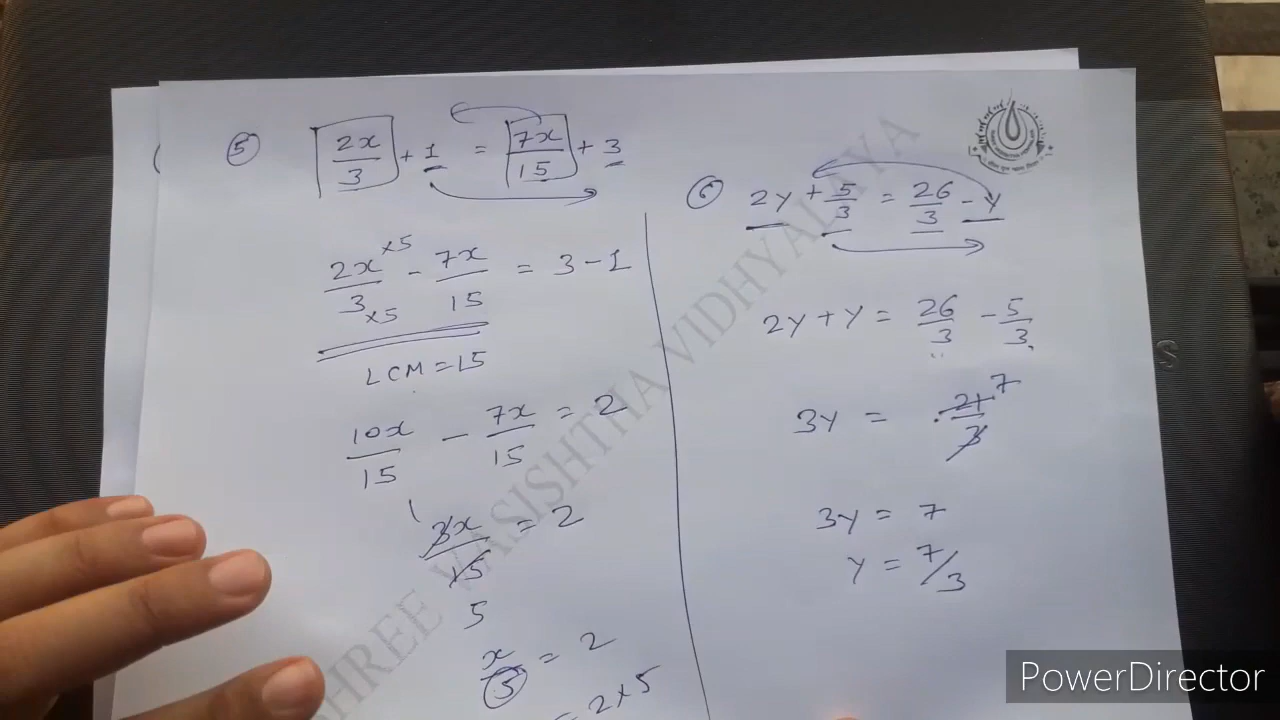 (5) 2x/3 + 1 = 7x/15 + 3
2x×5/3×5 - 7x/15 = 3 - 1
LCM = 15
10x/15 - 7x/15 = 2
1
3x/15 = 2
5
x/5 = 2
= 2×5
(6) 2y + 5/3 = 26/3 - y
2y + y = 26/3 - 5/3
3y = 21/3 7
3y = 7
y = 7/3
SHREE VASISHTHA VIDHYALAYA
S
PowerDirector